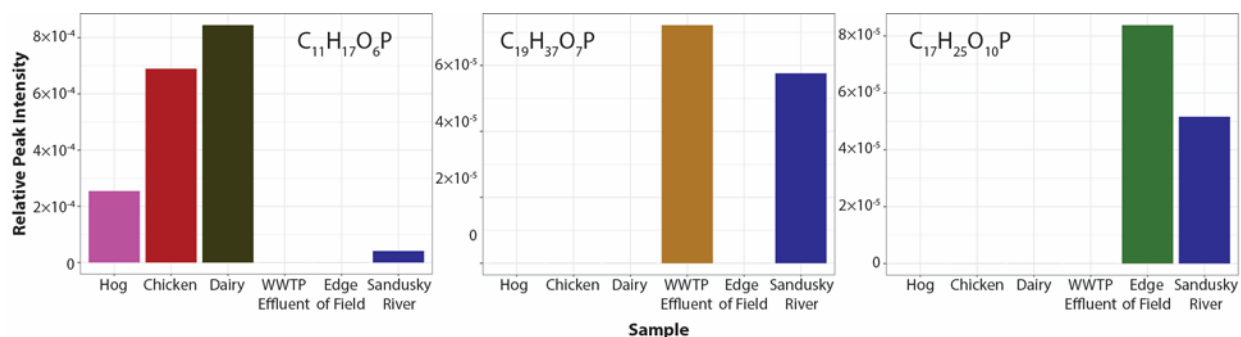 Relative Peak Intensity
8×10⁻⁴
6×10⁻⁴
4×10⁻⁴
2×10⁻⁴
0
C₁₁H₁₇O₆P
Hog Chicken Dairy WWTP Edge Sandusky
Effluent of Field River
6×10⁻⁵
4×10⁻⁵
2×10⁻⁵
0
C₁₉H₃₇O₇P
Hog Chicken Dairy WWTP Edge Sandusky
Effluent of Field River
8×10⁻⁵
6×10⁻⁵
4×10⁻⁵
2×10⁻⁵
0
C₁₇H₂₅O₁₀P
Hog Chicken Dairy WWTP Edge Sandusky
Effluent of Field River
Sample